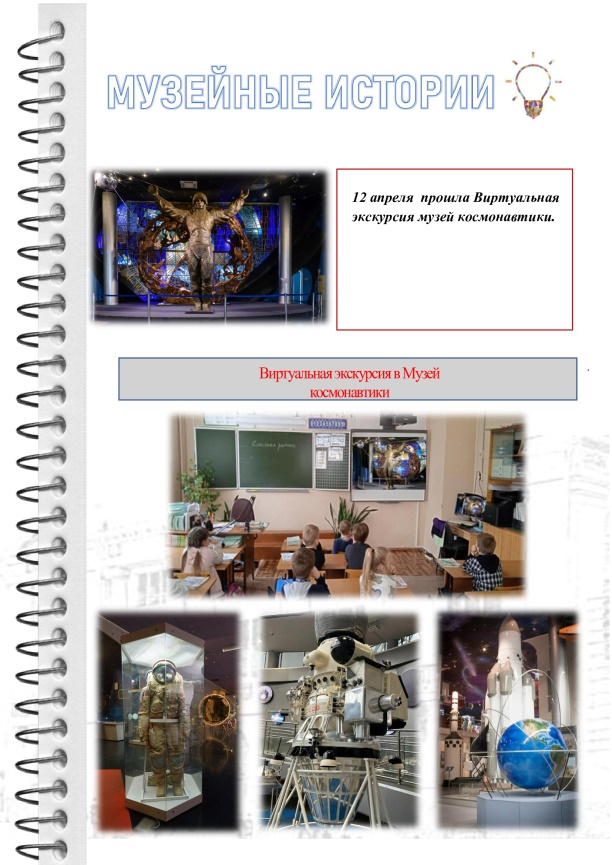 МУЗЕЙНЫЕ ИСТОРИИ
12 апреля прошла Виртуальная
экскурсия музей космонавтики.
Виртуальная экскурсия в Музей
космонавтики